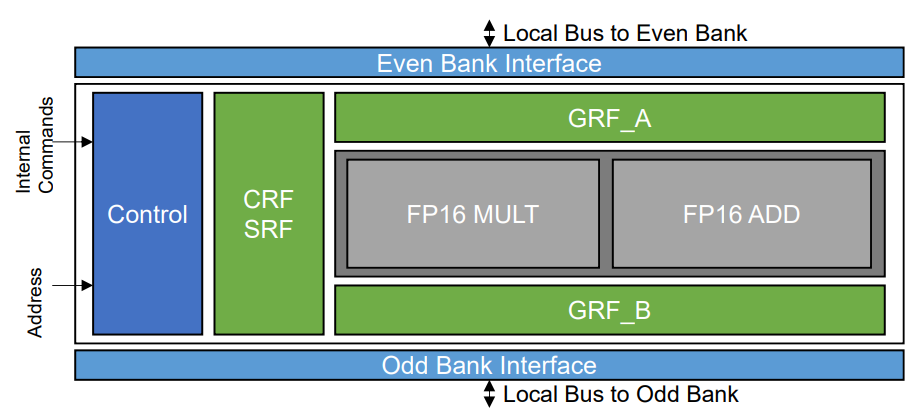 Local Bus to Even Bank
Even Bank Interface
Internal
Commands
Address
Control
CRF
SRF
GRF_A
FP16 MULT
FP16 ADD
GRF_B
Odd Bank Interface
Local Bus to Odd Bank